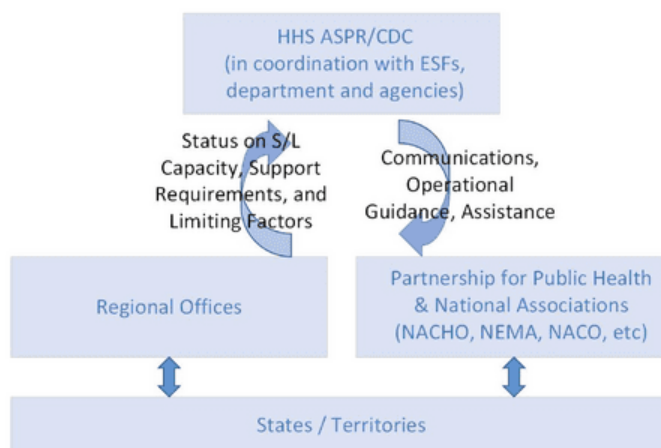 HHS ASPR/CDC
(in coordination with ESFs,
department and agencies)
Status on S/L
Capacity, Support
Requirements, and
Limiting Factors
Communications,
Operational
Guidance, Assistance
Regional Offices
Partnership for Public Health
& National Associations
(NACHO, NEMA, NACO, etc)
States / Territories